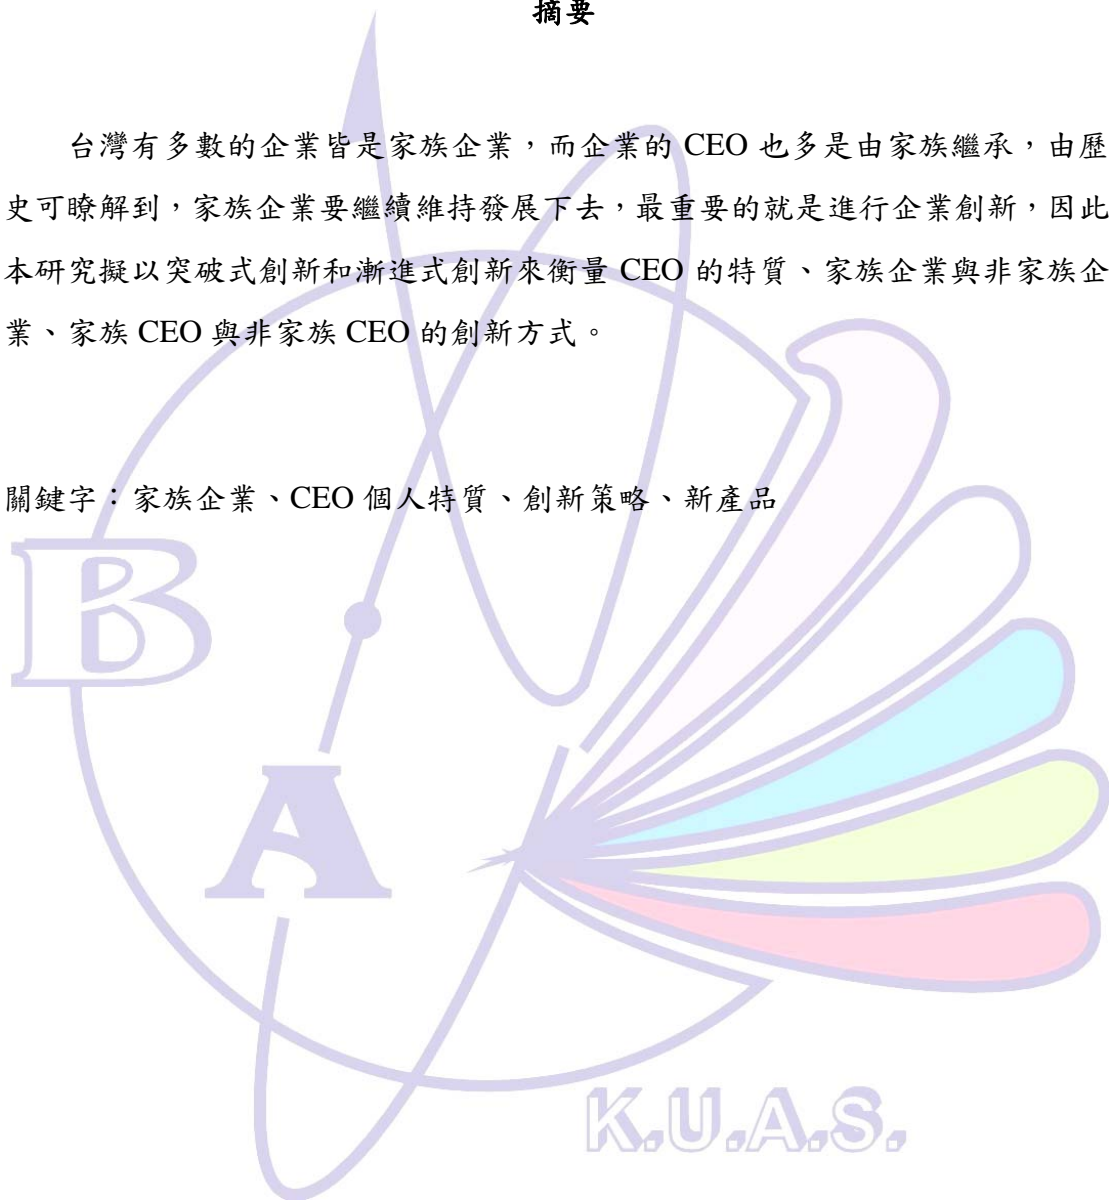 摘要
台灣有多數的企業皆是家族企業，而企業的 CEO 也多是由家族繼承，由歷
史可瞭解到，家族企業要繼續維持發展下去，最重要的就是進行企業創新，因此
本研究擬以突破式創新和漸進式創新來衡量 CEO 的特質、家族企業與非家族企
業、家族 CEO 與非家族 CEO 的創新方式。
關鍵字：家族企業、CEO 個人特質、創新策略、新產品
B
A
K.U.A.S.